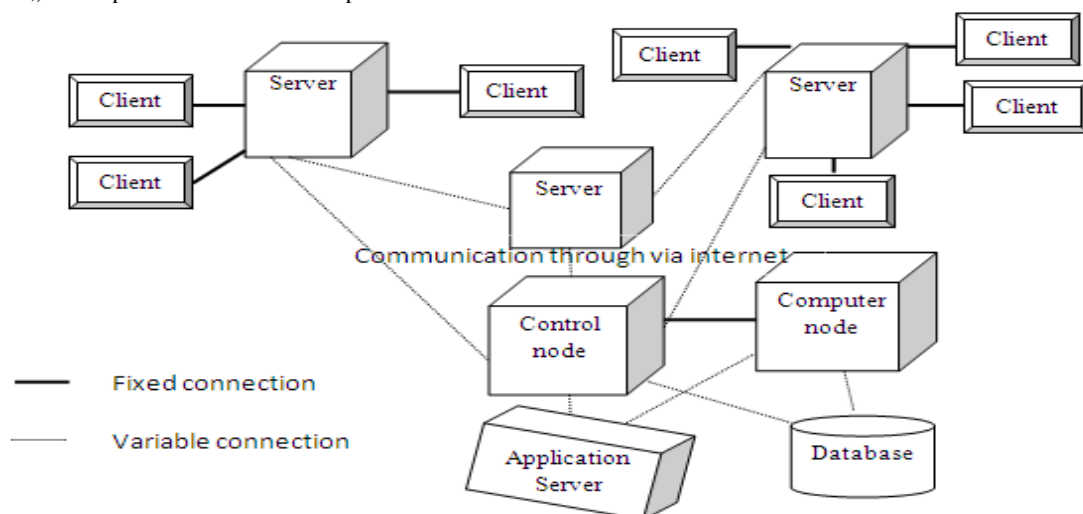 Client
Server
Client
Client
Client
Server
Client
Client
Client
Server
Client
Communication through via internet
Control
node
Computer
node
Fixed connection
Variable connection
Application
Server
Database